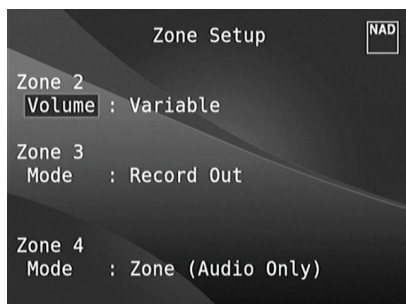 Zone Setup
NAD
Zone 2
Volume : Variable
Zone 3
Mode : Record Out
Zone 4
Mode : Zone (Audio Only)